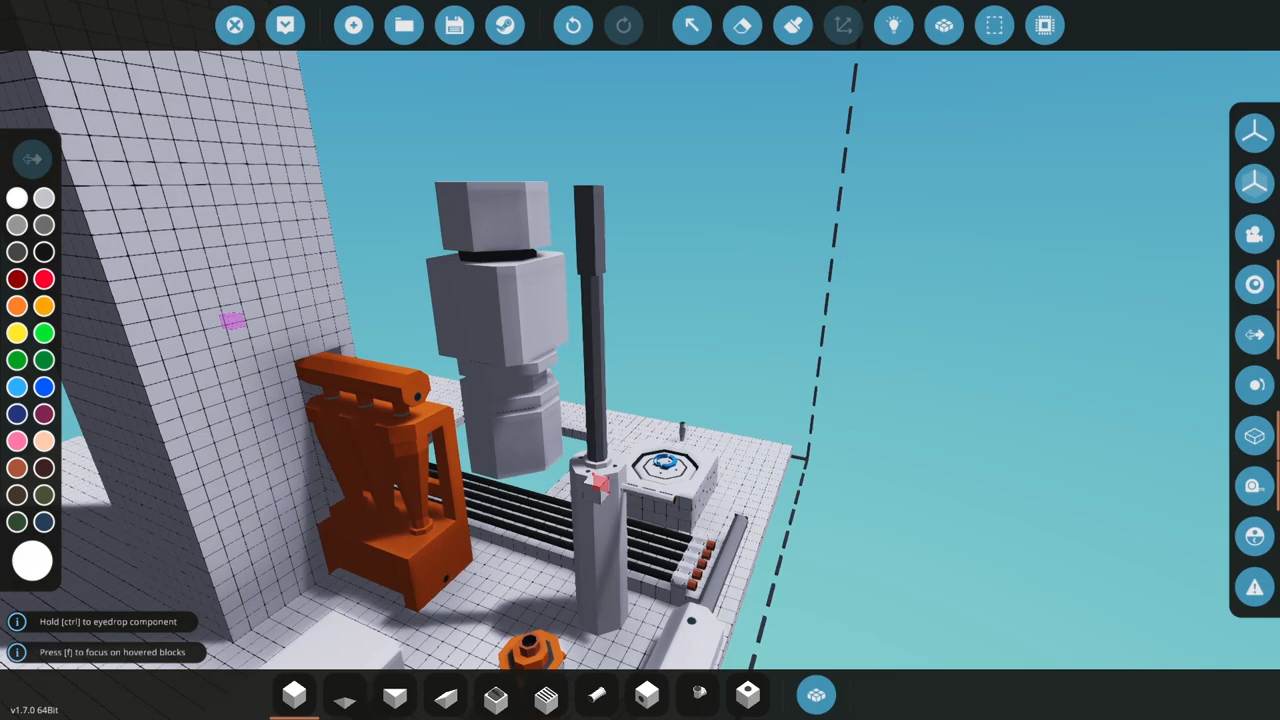 Hold [ctrl] to eyedrop component
Press [f] to focus on hovered blocks
v1.7.0 64Bit